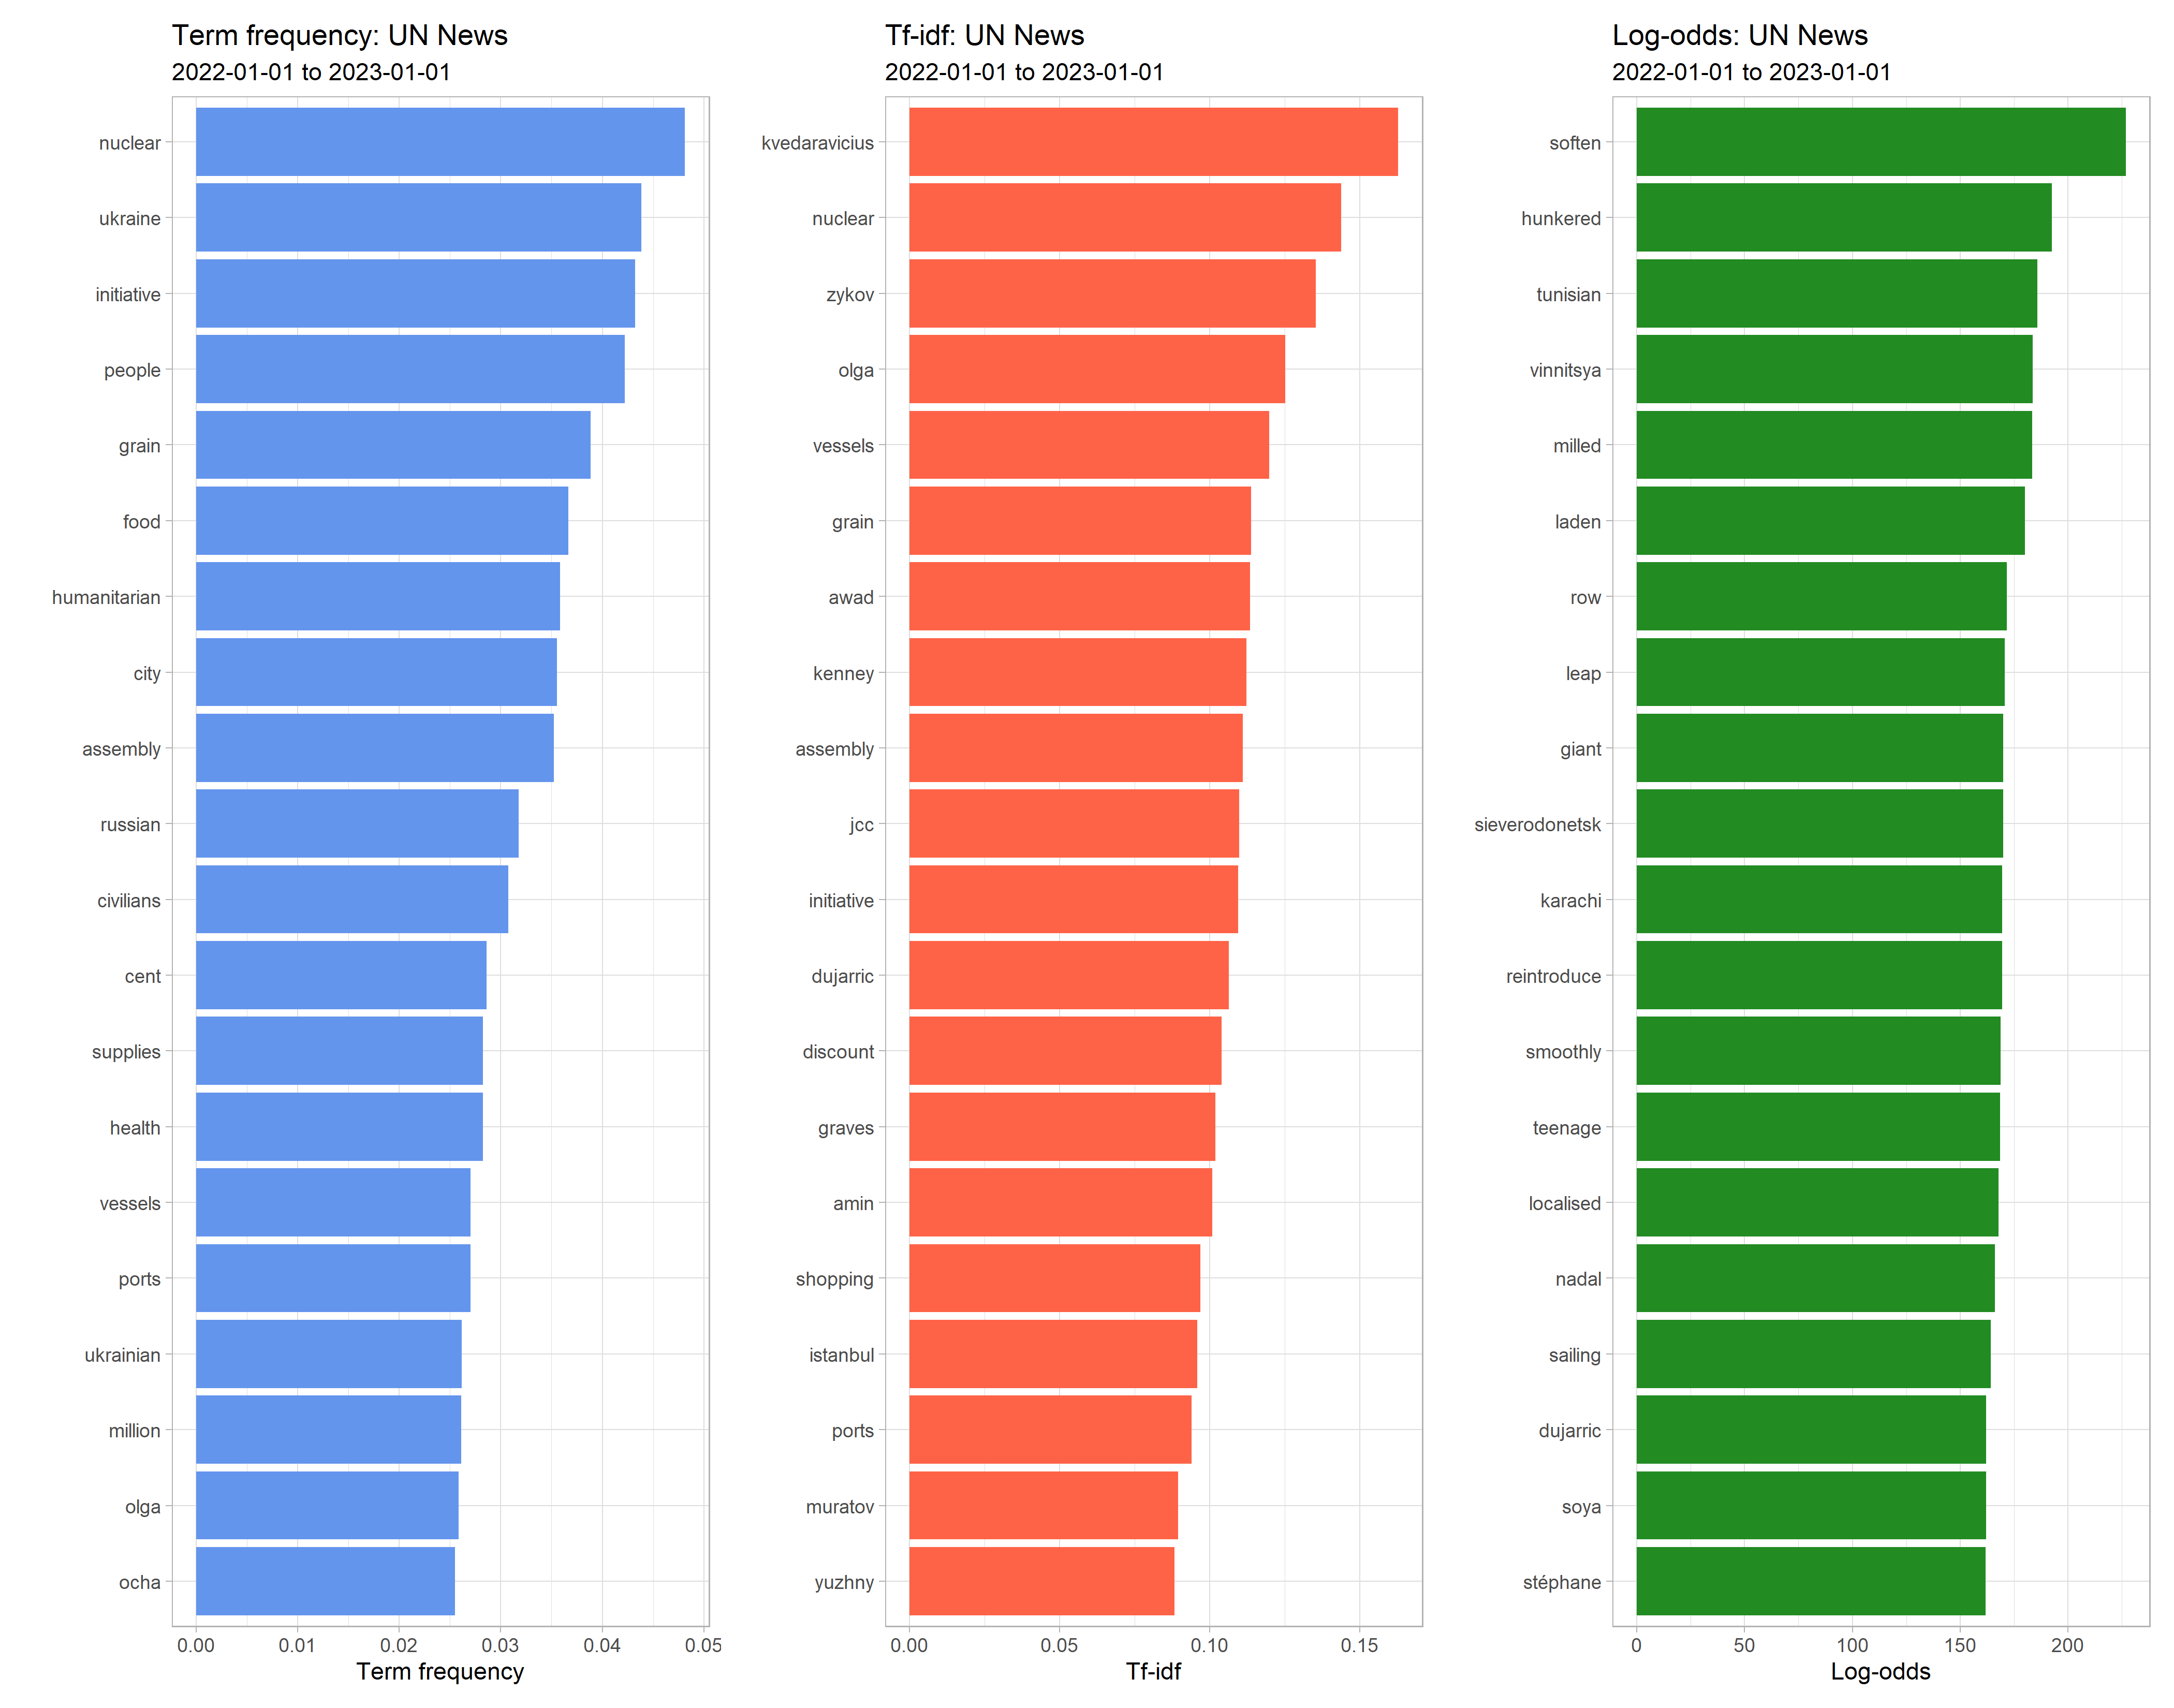 Term frequency: UN News
2022-01-01 to 2023-01-01
nuclear
ukraine
initiative
people
grain
food
humanitarian
city
assembly
russian
civilians
cent
supplies
health
vessels
ports
ukrainian
million
olga
ocha
0.00 0.01 0.02 0.03 0.04 0.05
Term frequency
Tf-idf: UN News
2022-01-01 to 2023-01-01
kvedaravicius
nuclear
zykov
olga
vessels
grain
awad
kenney
assembly
jcc
initiative
dujarric
discount
graves
amin
shopping
istanbul
ports
muratov
yuzhny
0.00 0.05 0.10 0.15
Tf-idf
Log-odds: UN News
2022-01-01 to 2023-01-01
soften
hunkered
tunisian
vinnitsya
milled
laden
row
leap
giant
sieverodonetsk
karachi
reintroduce
smoothly
teenage
localised
nadal
sailing
dujarric
soya
stéphane
0 50 100 150 200
Log-odds